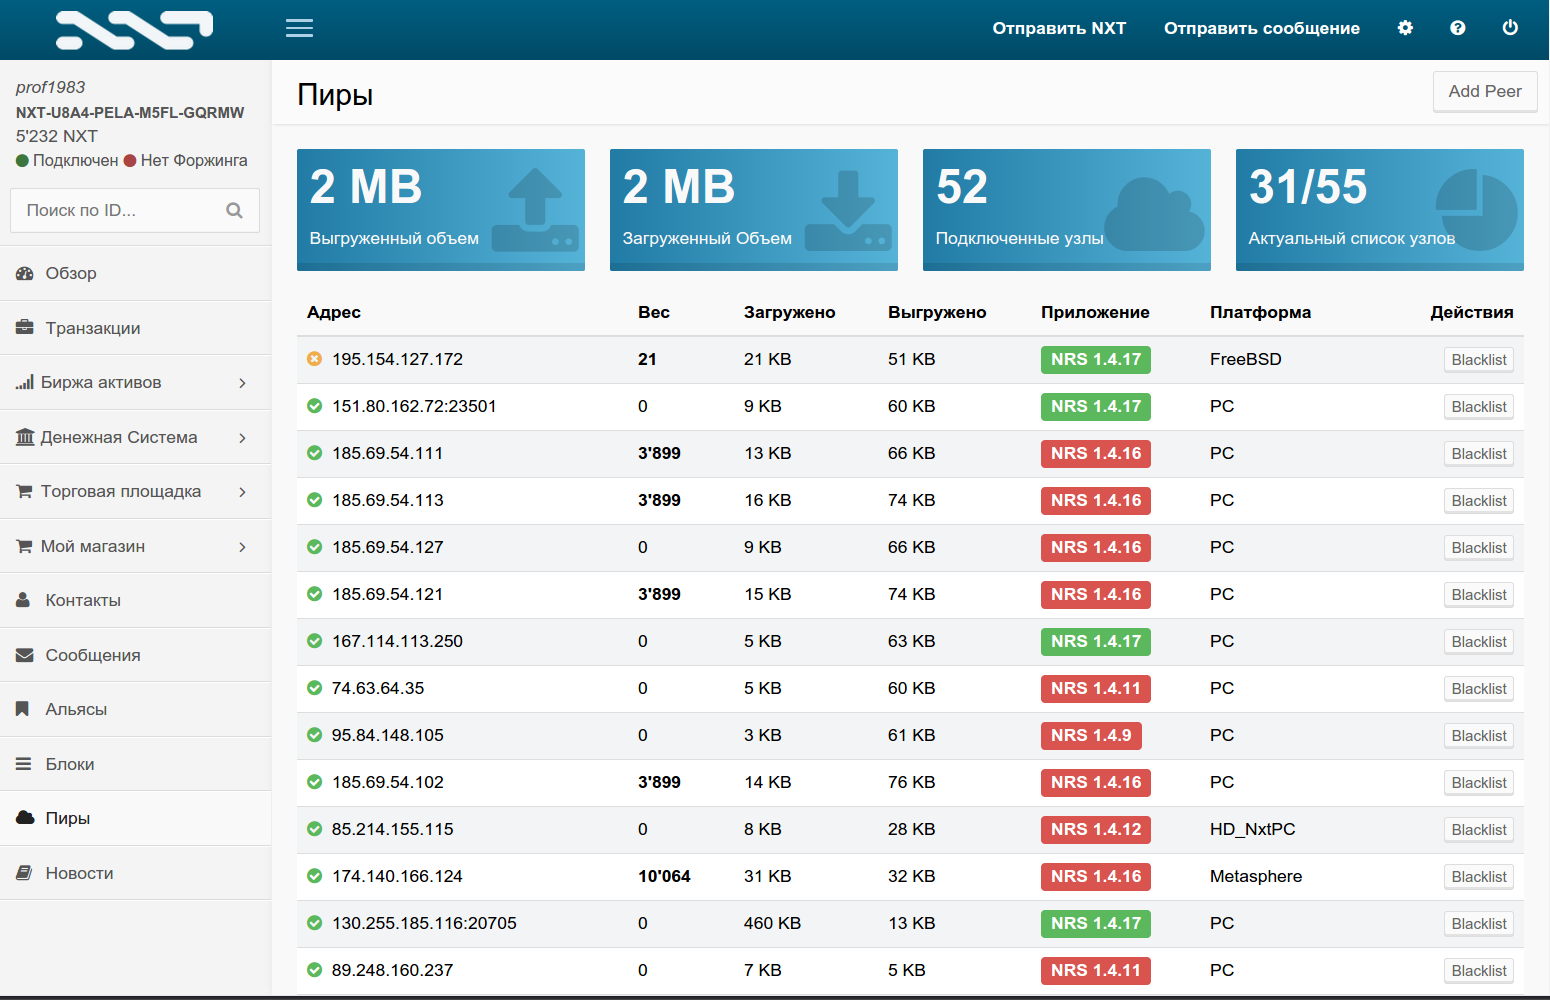 NXT
Отправить NXT Отправить сообщение
prof1983
NXT-U8A4-PELA-M5FL-GQRMW
5'232 NXT
Подключен Нет Форжинга
Поиск по ID...
Обзор
Транзакции
Биржа активов
Денежная Система
Торговая площадка
Мой магазин
Контакты
Сообщения
Альясы
Блоки
Пиры
Новости
Пиры
Add Peer
2 MB
Выгруженный объем
2 MB
Загруженный Объем
52
Подключенные узлы
31/55
Актуальный список узлов
Адрес Вес Загружено Выгружено Приложение Платформа Действия
195.154.127.172 21 21 KB 51 KB NRS 1.4.17 FreeBSD Blacklist
151.80.162.72:23501 0 9 KB 60 KB NRS 1.4.17 PC Blacklist
185.69.54.111 3'899 13 KB 66 KB NRS 1.4.16 PC Blacklist
185.69.54.113 3'899 16 KB 74 KB NRS 1.4.16 PC Blacklist
185.69.54.127 0 9 KB 66 KB NRS 1.4.16 PC Blacklist
185.69.54.121 3'899 15 KB 74 KB NRS 1.4.16 PC Blacklist
167.114.113.250 0 5 KB 63 KB NRS 1.4.17 PC Blacklist
74.63.64.35 0 5 KB 60 KB NRS 1.4.11 PC Blacklist
95.84.148.105 0 3 KB 61 KB NRS 1.4.9 PC Blacklist
185.69.54.102 3'899 14 KB 76 KB NRS 1.4.16 PC Blacklist
85.214.155.115 0 8 KB 28 KB NRS 1.4.12 HD_NxtPC Blacklist
174.140.166.124 10'064 31 KB 32 KB NRS 1.4.16 Metasphere Blacklist
130.255.185.116:20705 0 460 KB 13 KB NRS 1.4.17 PC Blacklist
89.248.160.237 0 7 KB 5 KB NRS 1.4.11 PC Blacklist